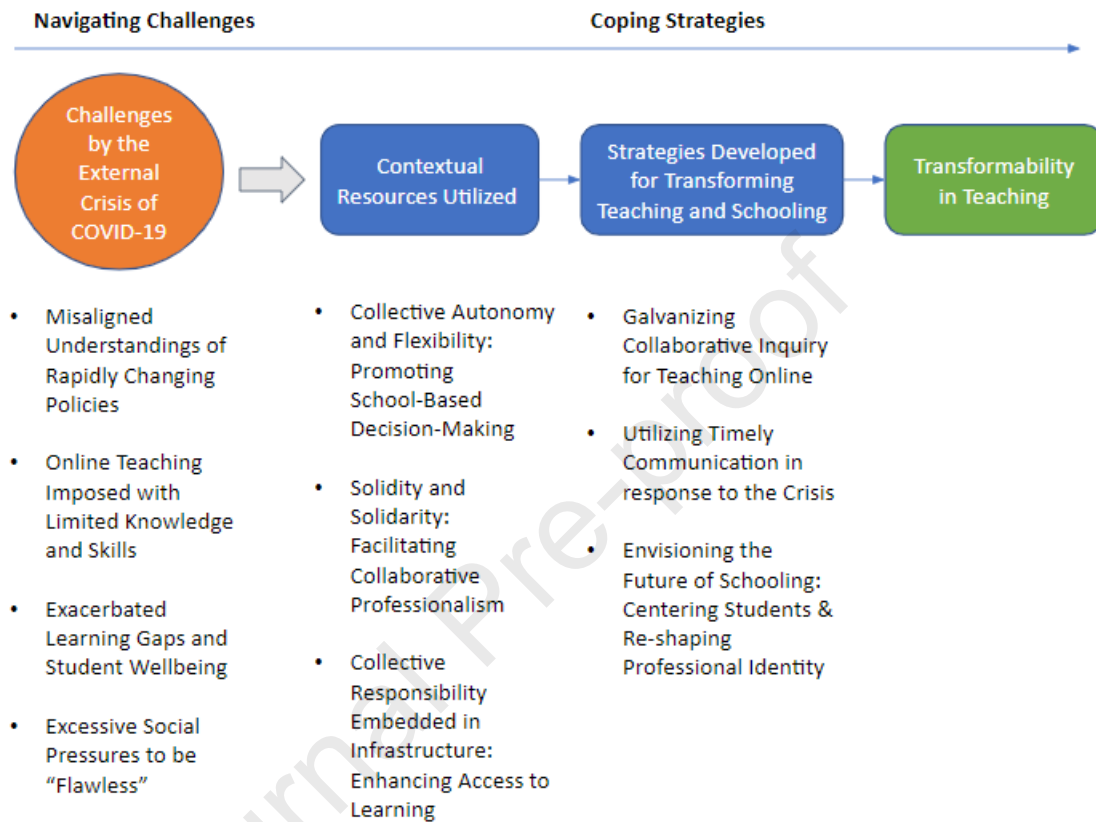 Navigating Challenges
Coping Strategies
Challenges
by the
External
Crisis of
COVID-19
Contextual
Resources Utilized
Strategies Developed
for Transforming
Teaching and Schooling
Transformability
in Teaching
• Misaligned
Understandings of
Rapidly Changing
Policies
• Online Teaching
Imposed with
Limited Knowledge
and Skills
• Exacerbated
Learning Gaps and
Student Wellbeing
• Excessive Social
Pressures to be
“Flawless”
• Collective Autonomy
and Flexibility:
Promoting
School-Based
Decision-Making
• Solidity and
Solidarity:
Facilitating
Collaborative
Professionalism
• Collective
Responsibility
Embedded in
Infrastructure:
Enhancing Access to
Learning
• Galvanizing
Collaborative Inquiry
for Teaching Online
• Utilizing Timely
Communication in
response to the Crisis
• Envisioning the
Future of Schooling:
Centering Students &
Re-shaping
Professional Identity
urnal Pre-proof